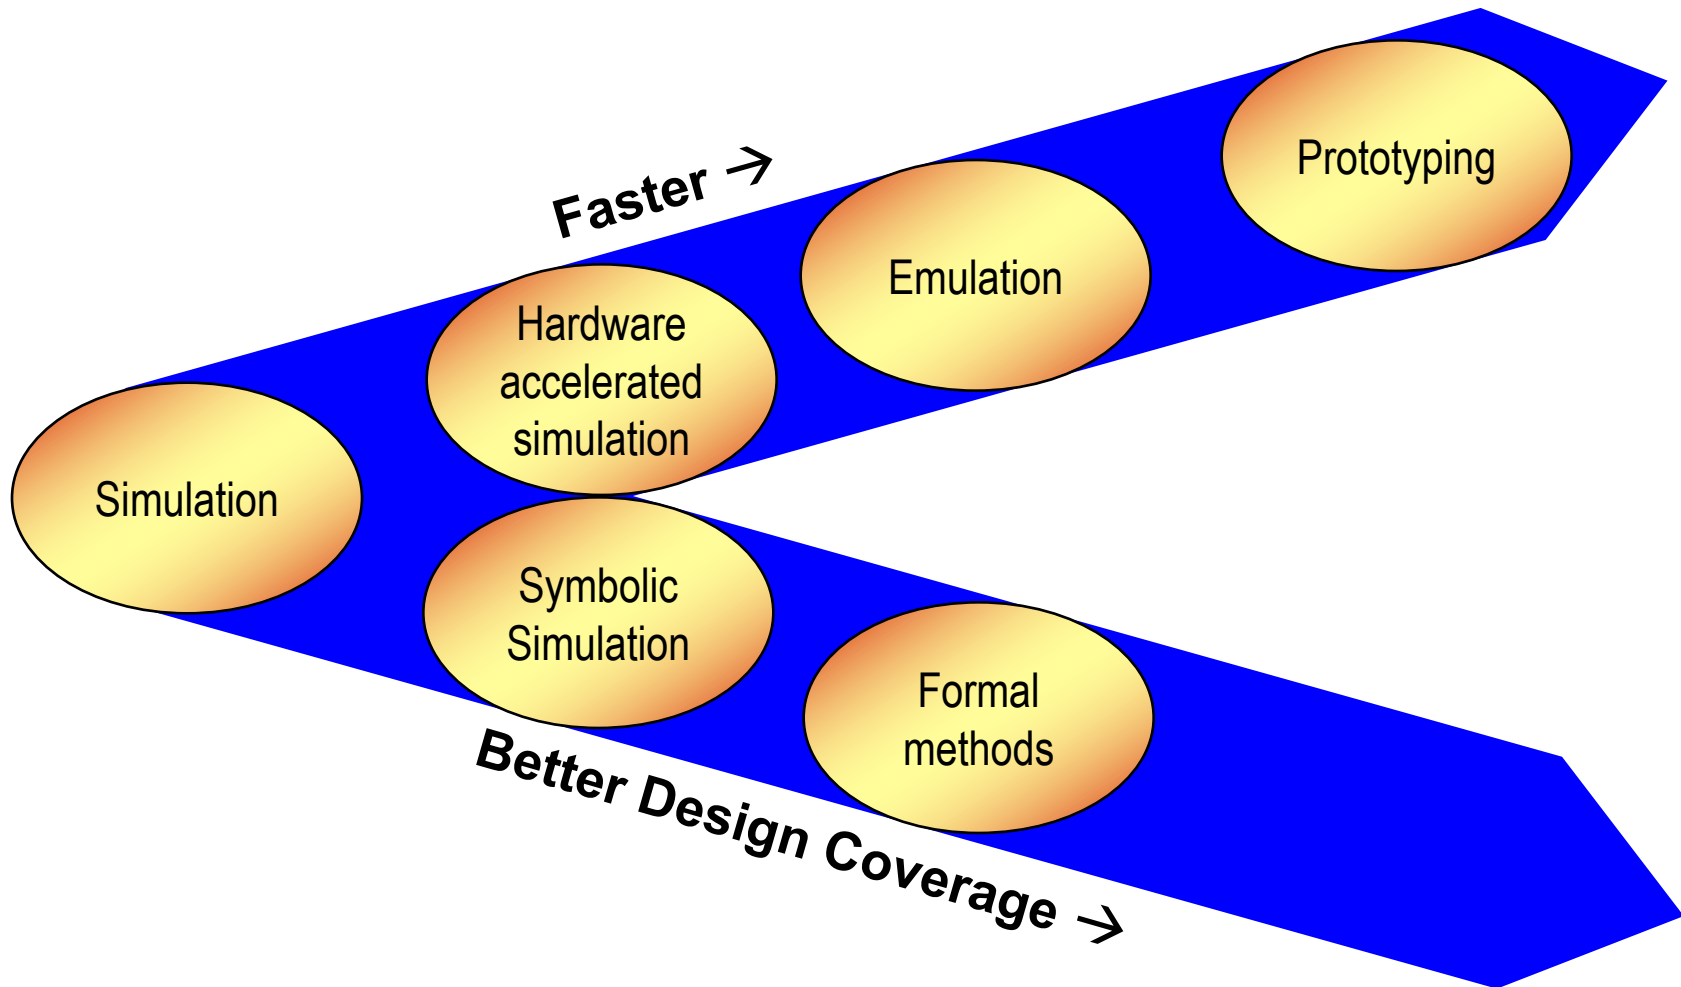 Faster →
Prototyping
Emulation
Hardware
accelerated
simulation
Simulation
Symbolic
Simulation
Formal
methods
Better Design Coverage →